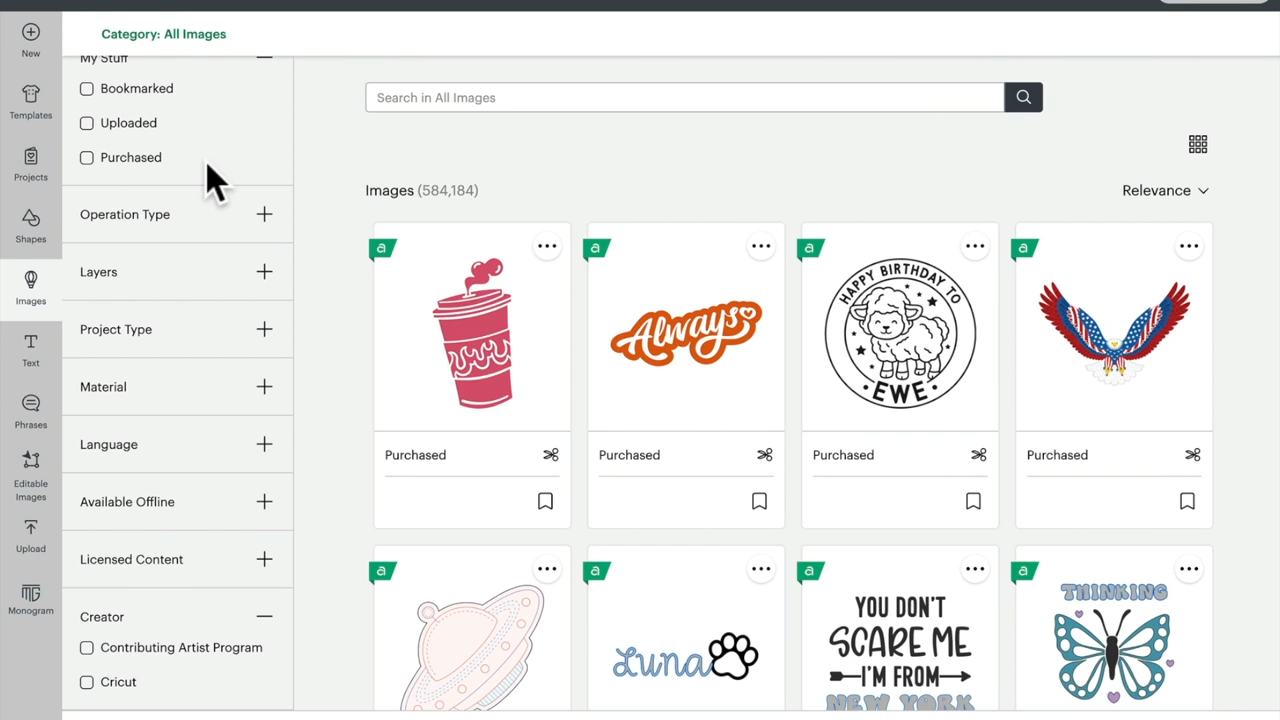 New
Templates
Projects
Shapes
Images
Text
Phrases
Editable
Images
Upload
Monogram
Category: All Images
My Stuff
Bookmarked
Uploaded
Purchased
Operation Type
Layers
Project Type
Material
Language
Available Offline
Licensed Content
Creator
Contributing Artist Program
Cricut
Search in All Images
Images (584,184)
Relevance
a
a
a
a
Always
HAPPY BIRTHDAY TO
EWE
Purchased
Purchased
Purchased
Purchased
a
a
a
a
Luna
YOU DON'T
SCARE ME
I'M FROM
NEW YORK
THINKING